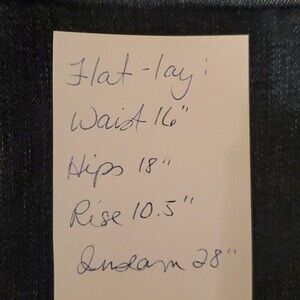 Flat-lay:
Waist 16"
Hips 18"
Rise 10.5"
Inseam 28"